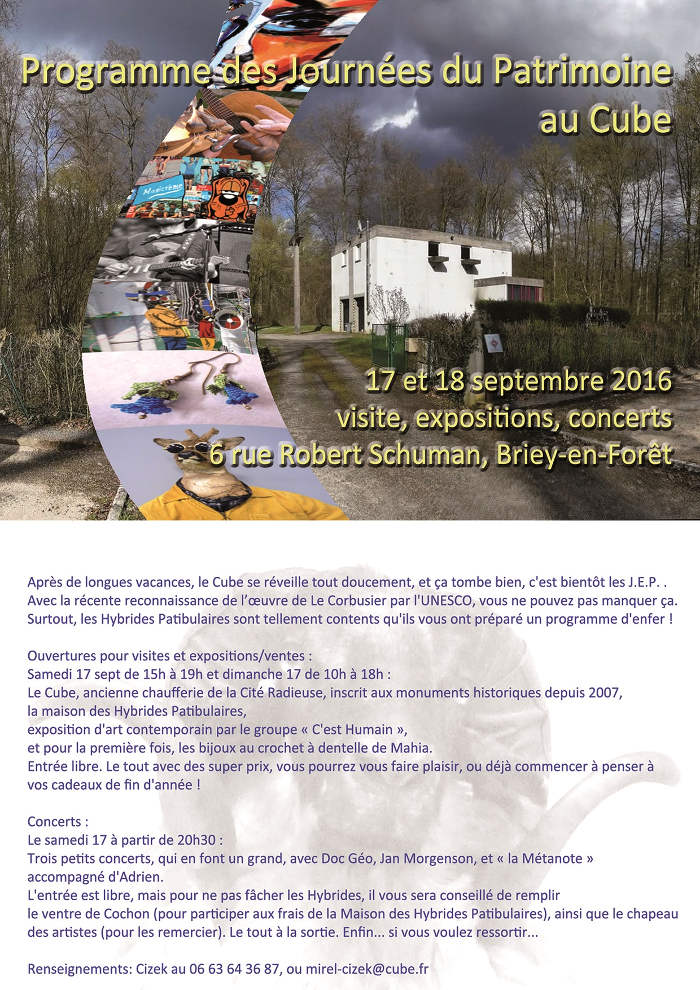 Programme des Journées du Patrimoine
au Cube
Magicrème
17 et 18 septembre 2016
visite, expositions, concerts
6 rue Robert Schuman, Briey-en-Forêt
Après de longues vacances, le Cube se réveille tout doucement, et ça tombe bien, c'est bientôt les J.E.P. .
Avec la récente reconnaissance de l’œuvre de Le Corbusier par l'UNESCO, vous ne pouvez pas manquer ça.
Surtout, les Hybrides Patibulaires sont tellement contents qu'ils vous ont préparé un programme d'enfer !
Ouvertures pour visites et expositions/ventes :
Samedi 17 sept de 15h à 19h et dimanche 17 de 10h à 18h :
Le Cube, ancienne chaufferie de la Cité Radieuse, inscrit aux monuments historiques depuis 2007,
la maison des Hybrides Patibulaires,
exposition d'art contemporain par le groupe « C'est Humain »,
et pour la première fois, les bijoux au crochet à dentelle de Mahia.
Entrée libre. Le tout avec des super prix, vous pourrez vous faire plaisir, ou déjà commencer à penser à
vos cadeaux de fin d'année !
Concerts :
Le samedi 17 à partir de 20h30 :
Trois petits concerts, qui en font un grand, avec Doc Géo, Jan Morgenson, et « la Métanote »
accompagné d'Adrien.
L'entrée est libre, mais pour ne pas fâcher les Hybrides, il vous sera conseillé de remplir
le ventre de Cochon (pour participer aux frais de la Maison des Hybrides Patibulaires), ainsi que le chapeau
des artistes (pour les remercier). Le tout à la sortie. Enfin... si vous voulez ressortir...
Renseignements: Cizek au 06 63 64 36 87, ou mirel-cizek@cube.fr